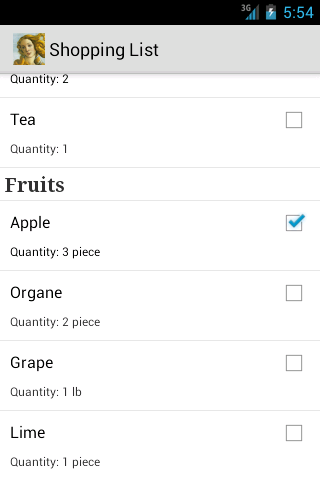 3G 5:54
Shopping List
Quantity: 2
Tea
Quantity: 1
Fruits
Apple
Quantity: 3 piece
Organe
Quantity: 2 piece
Grape
Quantity: 1 lb
Lime
Quantity: 1 piece